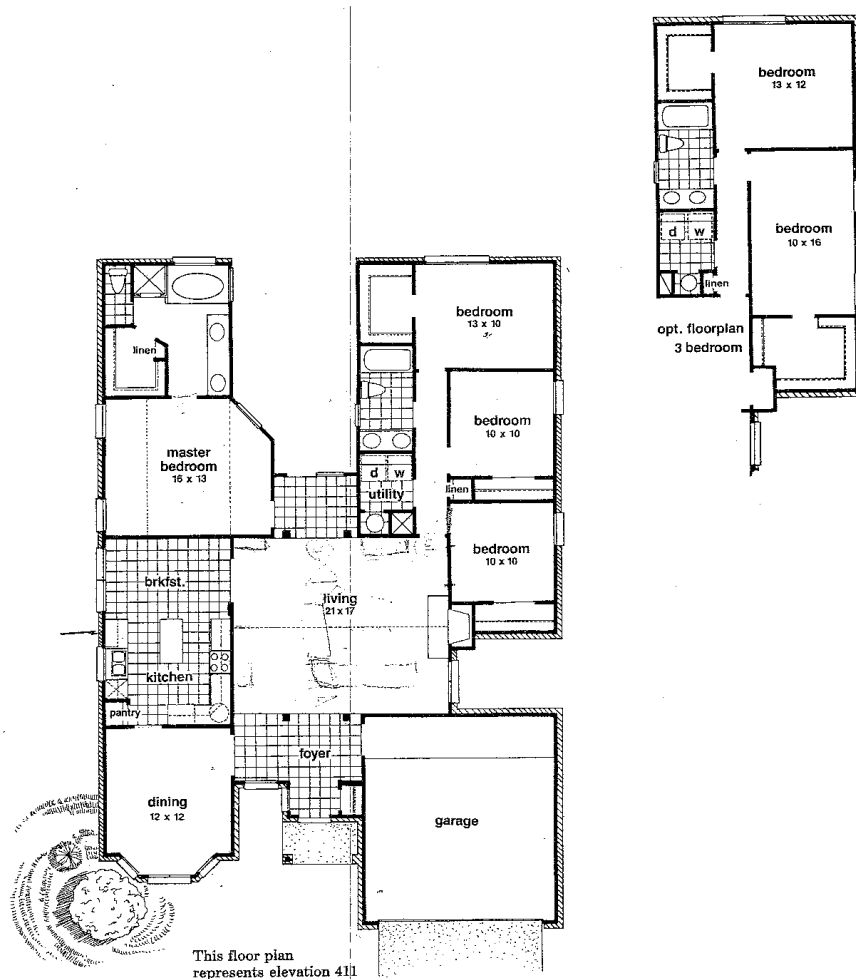 bedroom
13 x 12
bedroom
10 x 16
d w
linen
opt. floorplan
3 bedroom
linen
master
bedroom
16 x 13
bedroom
13 x 10
bedroom
10 x 10
d w
utility
linen
bedroom
10 x 10
brkfst.
living
21 x 17
kitchen
pantry
foyer
dining
12 x 12
garage
This floor plan
represents elevation 411